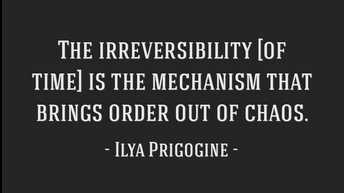 THE IRREVERSIBILITY [OF
TIME] IS THE MECHANISM THAT
BRINGS ORDER OUT OF CHAOS.
- ILYA PRIGOGINE -